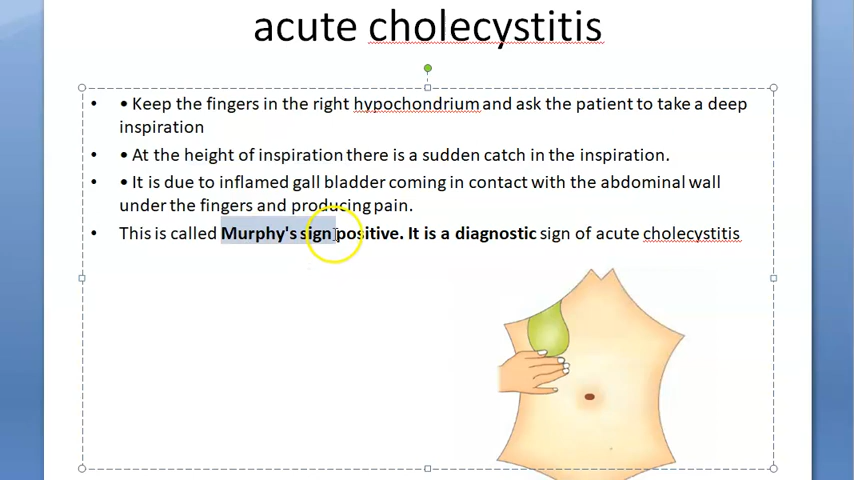 acute cholecystitis
• • Keep the fingers in the right hypochondrium and ask the patient to take a deep
inspiration
• • At the height of inspiration there is a sudden catch in the inspiration.
• • It is due to inflamed gall bladder coming in contact with the abdominal wall
under the fingers and producing pain.
• This is called Murphy's sign positive. It is a diagnostic sign of acute cholecystitis